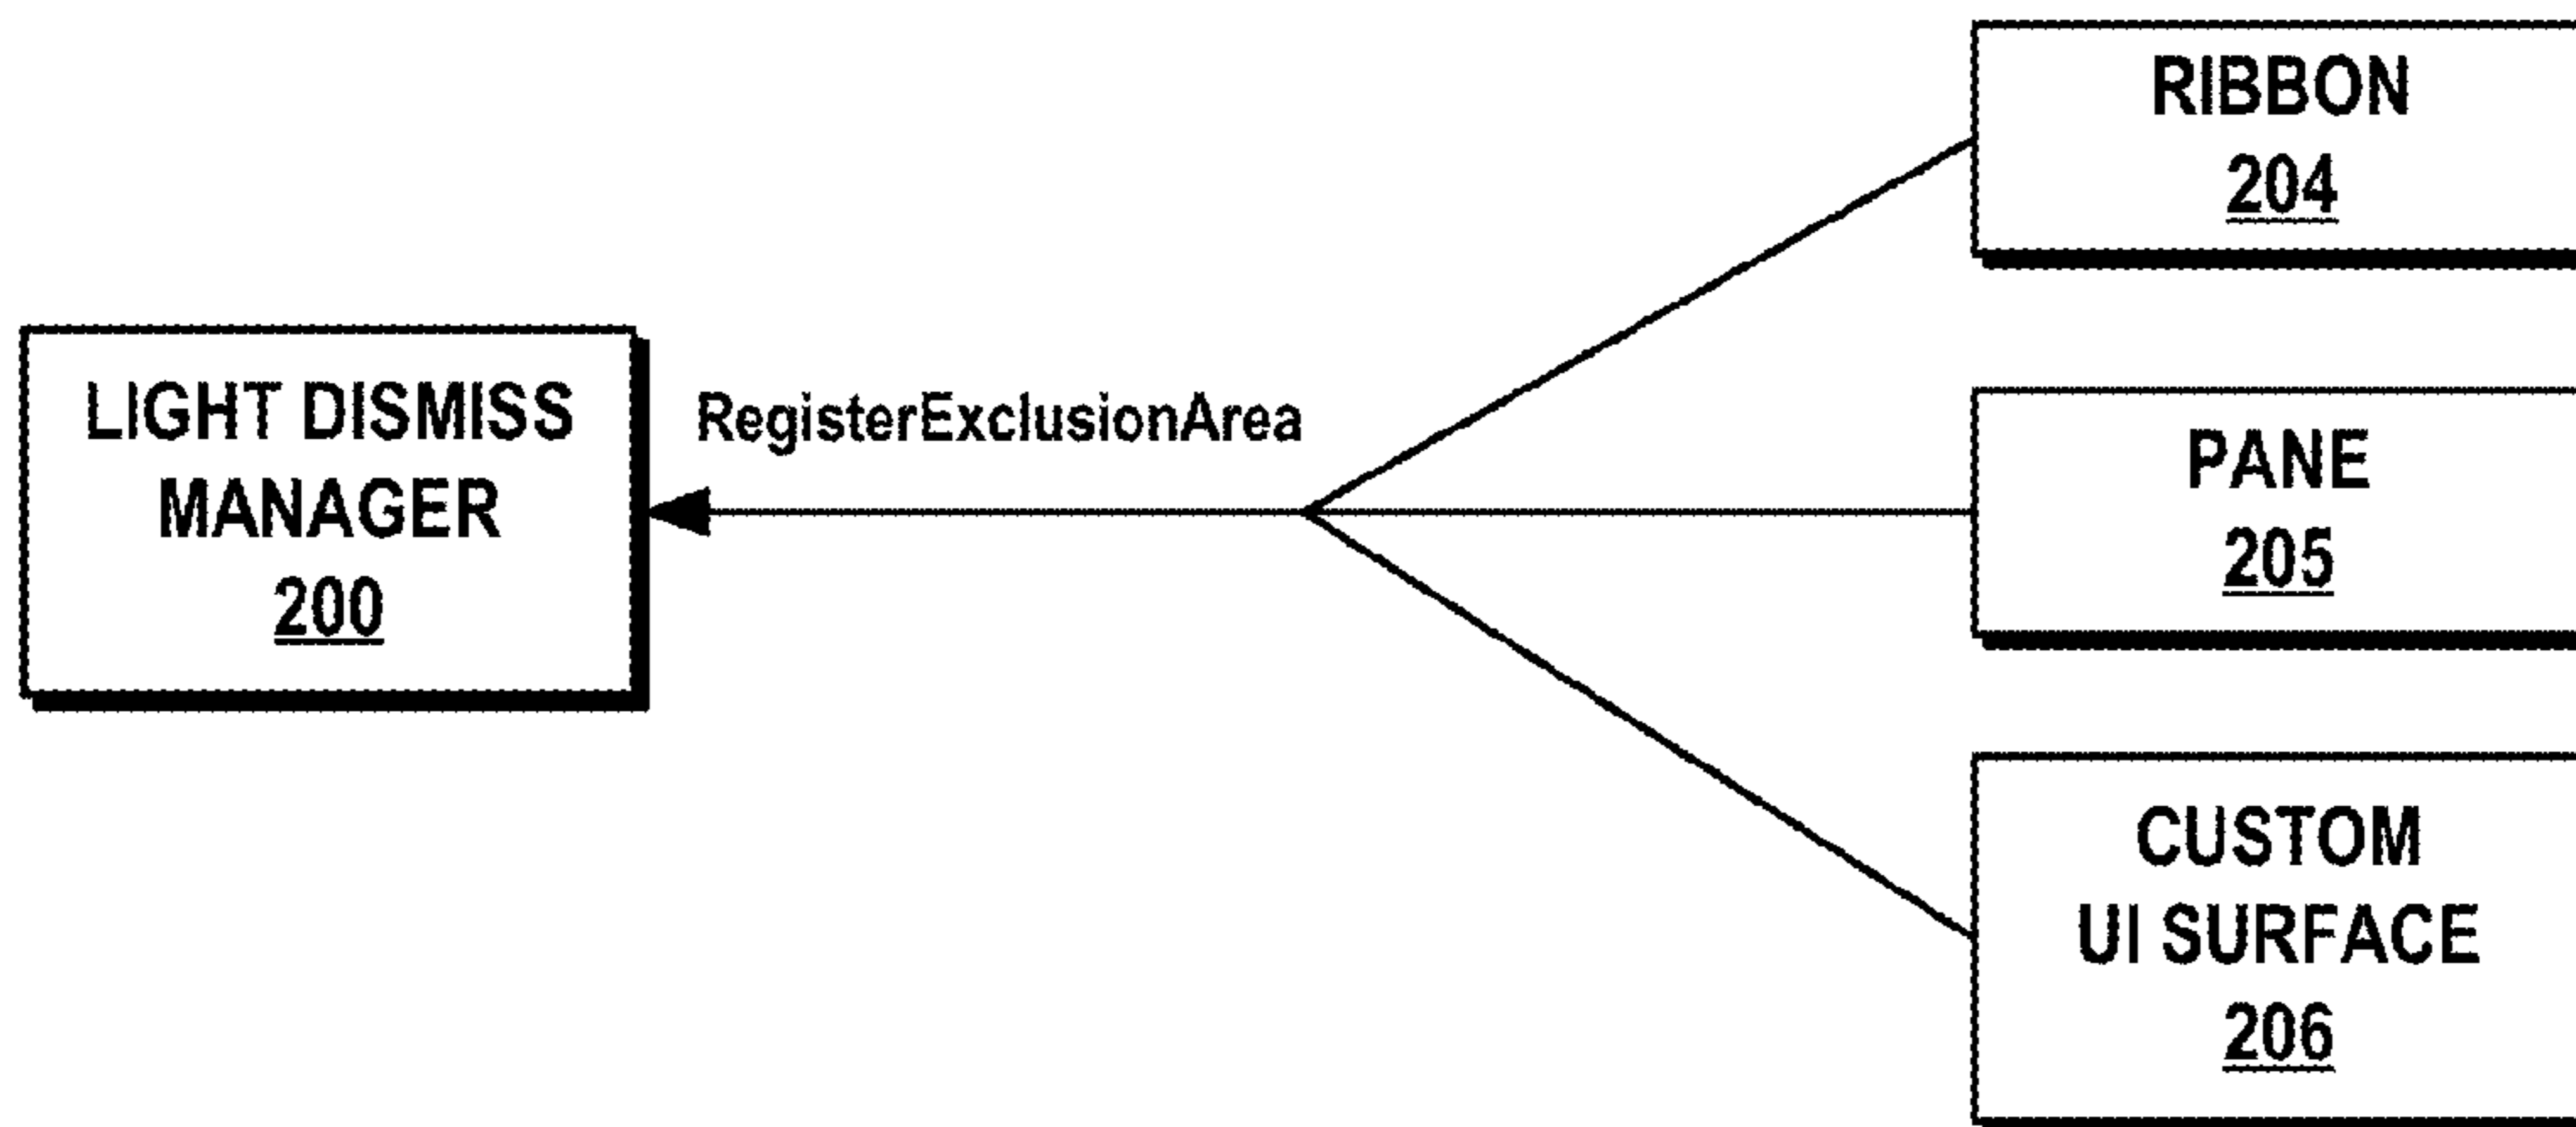 LIGHT DISMISS
MANAGER
200
RegisterExclusionArea
RIBBON
204
PANE
205
CUSTOM
UI SURFACE
206